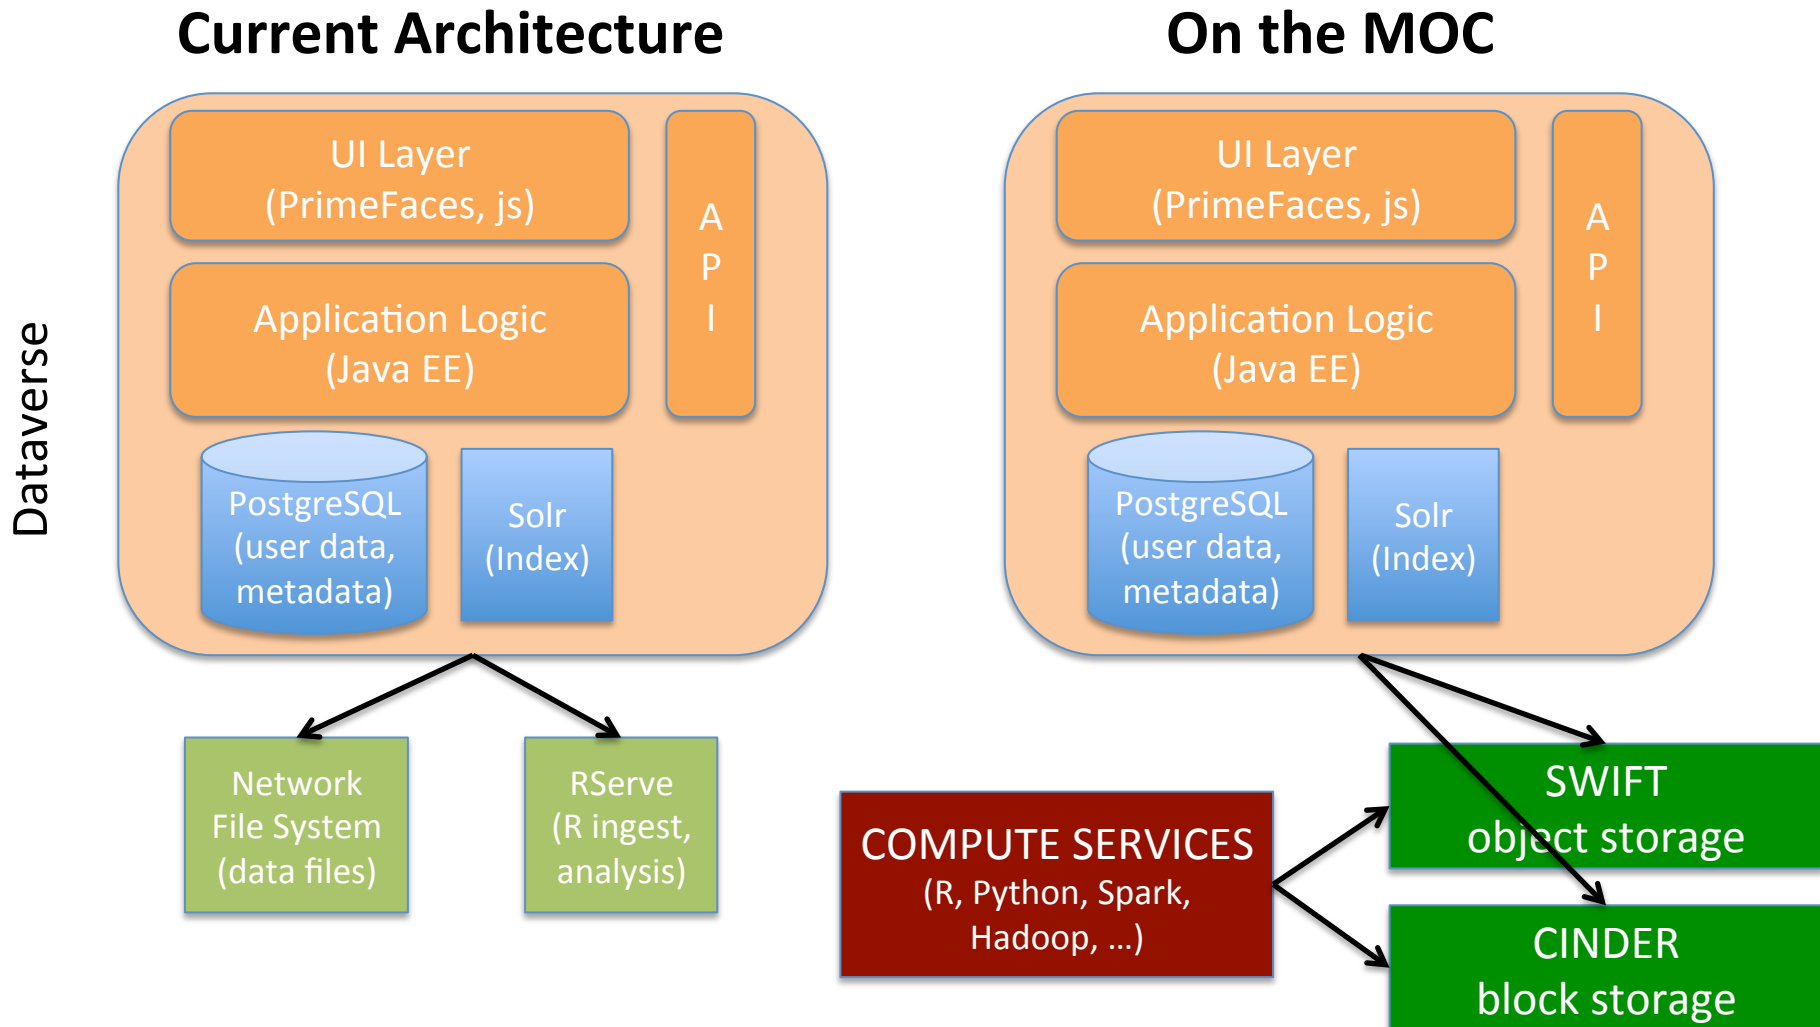 Current Architecture
On the MOC
Dataverse
UI Layer
(PrimeFaces, js)
A
P
I
Application Logic
(Java EE)
PostgreSQL
(user data,
metadata)
Solr
(Index)
Network
File System
(data files)
RServe
(R ingest,
analysis)
UI Layer
(PrimeFaces, js)
A
P
I
Application Logic
(Java EE)
PostgreSQL
(user data,
metadata)
Solr
(Index)
COMPUTE SERVICES
(R, Python, Spark,
Hadoop, ...)
SWIFT
object storage
CINDER
block storage